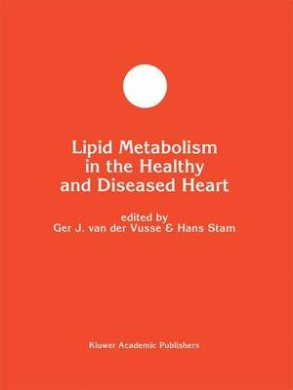 Lipid Metabolism
in the Healthy
and Diseased Heart
edited by
Ger J. van der Vusse & Hans Stam
Kluwer Academic Publishers